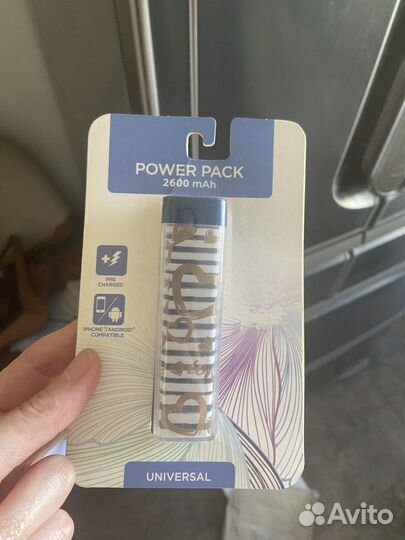 POWER PACK
2600 mAh
PRE
CHARGED
IPHONE®/ANDROID®
COMPATIBLE
UNIVERSAL
Avito